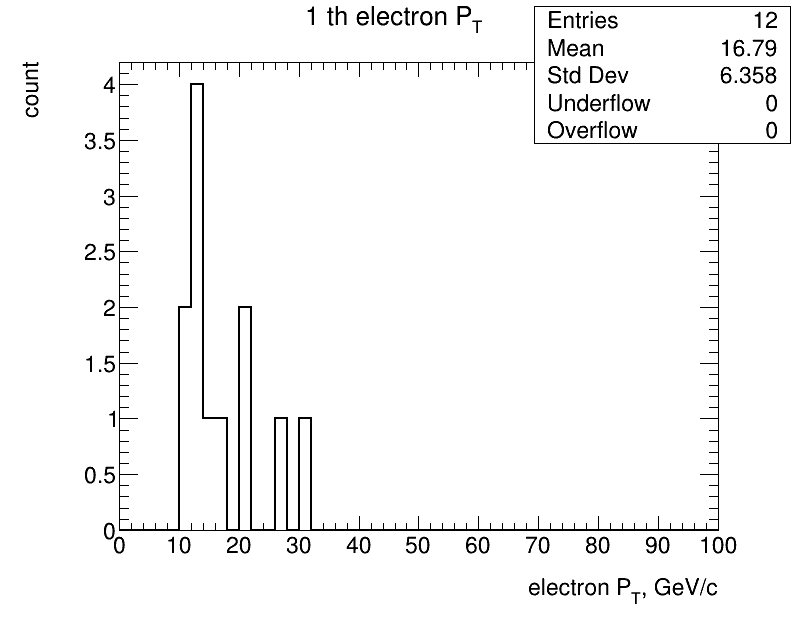 1 th electron P_T
Entries 12
Mean 16.79
Std Dev 6.358
Underflow 0
Overflow 0
count
4
3.5
3
2.5
2
1.5
1
0.5
0
0 10 20 30 40 50 60 70 80 90 100
electron P_T, GeV/c